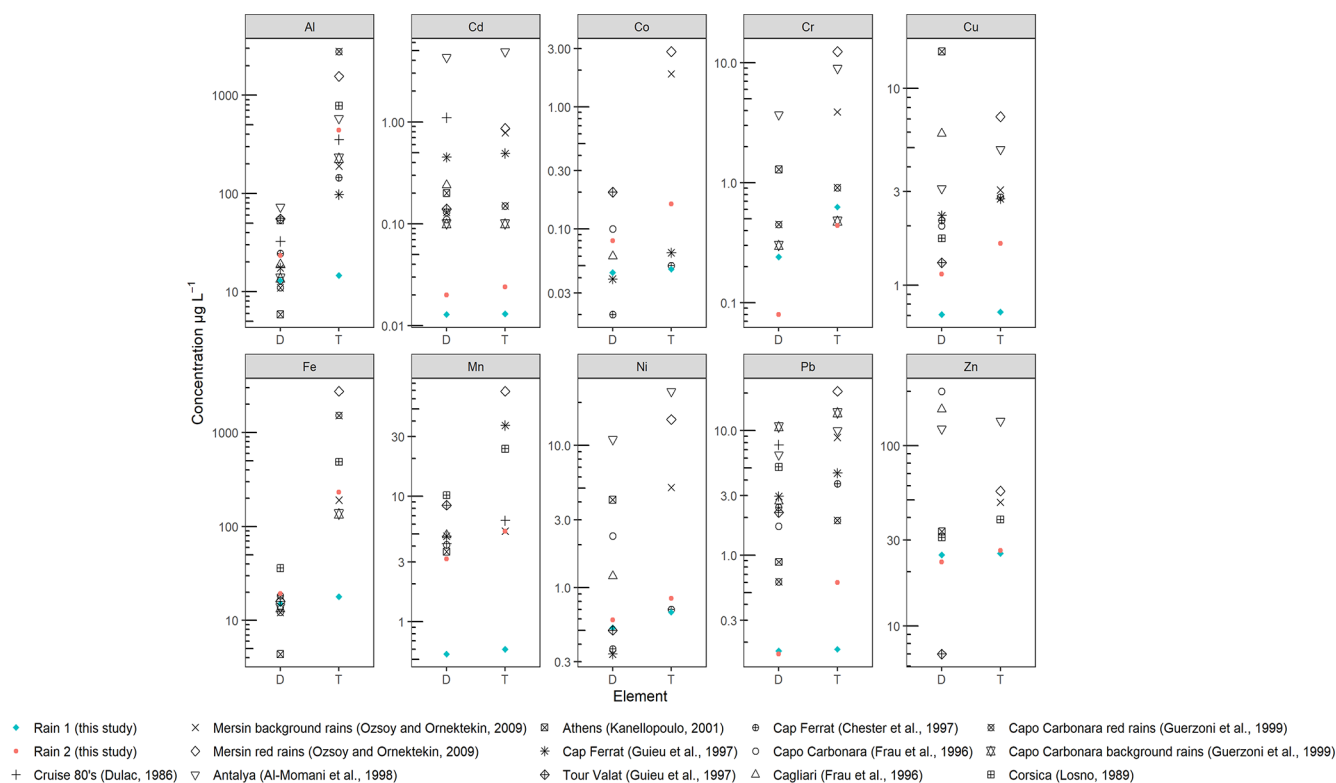 Al
Cd
Co
Cr
Cu
1000
100
10
1.00
0.10
0.01
3.00
1.00
0.30
0.10
0.03
10.0
1.0
0.1
10
3
1
D T
D T
D T
D T
D T
Fe
Mn
Ni
Pb
Zn
1000
100
10
30
10
3
1
10.0
3.0
1.0
0.3
10.0
3.0
1.0
0.3
100
30
10
D T
D T
D T
D T
D T
Concentration µg L−1
Element
Rain 1 (this study)
Mersin background rains (Ozsoy and Ornektekin, 2009)
Athens (Kanellopoulo, 2001)
Cap Ferrat (Chester et al., 1997)
Capo Carbonara red rains (Guerzoni et al., 1999)
Rain 2 (this study)
Mersin red rains (Ozsoy and Ornektekin, 2009)
Cap Ferrat (Guieu et al., 1997)
Capo Carbonara (Frau et al., 1996)
Capo Carbonara background rains (Guerzoni et al., 1999)
Cruise 80's (Dulac, 1986)
Antalya (Al-Momani et al., 1998)
Tour Valat (Guieu et al., 1997)
Cagliari (Frau et al., 1996)
Corsica (Losno, 1989)